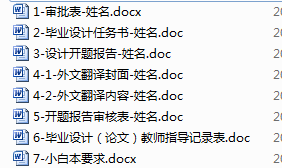 1-审批表-姓名.docx
2-毕业设计任务书-姓名.doc
3-设计开题报告-姓名.doc
4-1-外文翻译封面-姓名.doc
4-2-外文翻译内容-姓名.doc
5-开题报告审核表-姓名.doc
6-毕业设计（论文）教师指导记录表.doc
7-小白本要求.docx